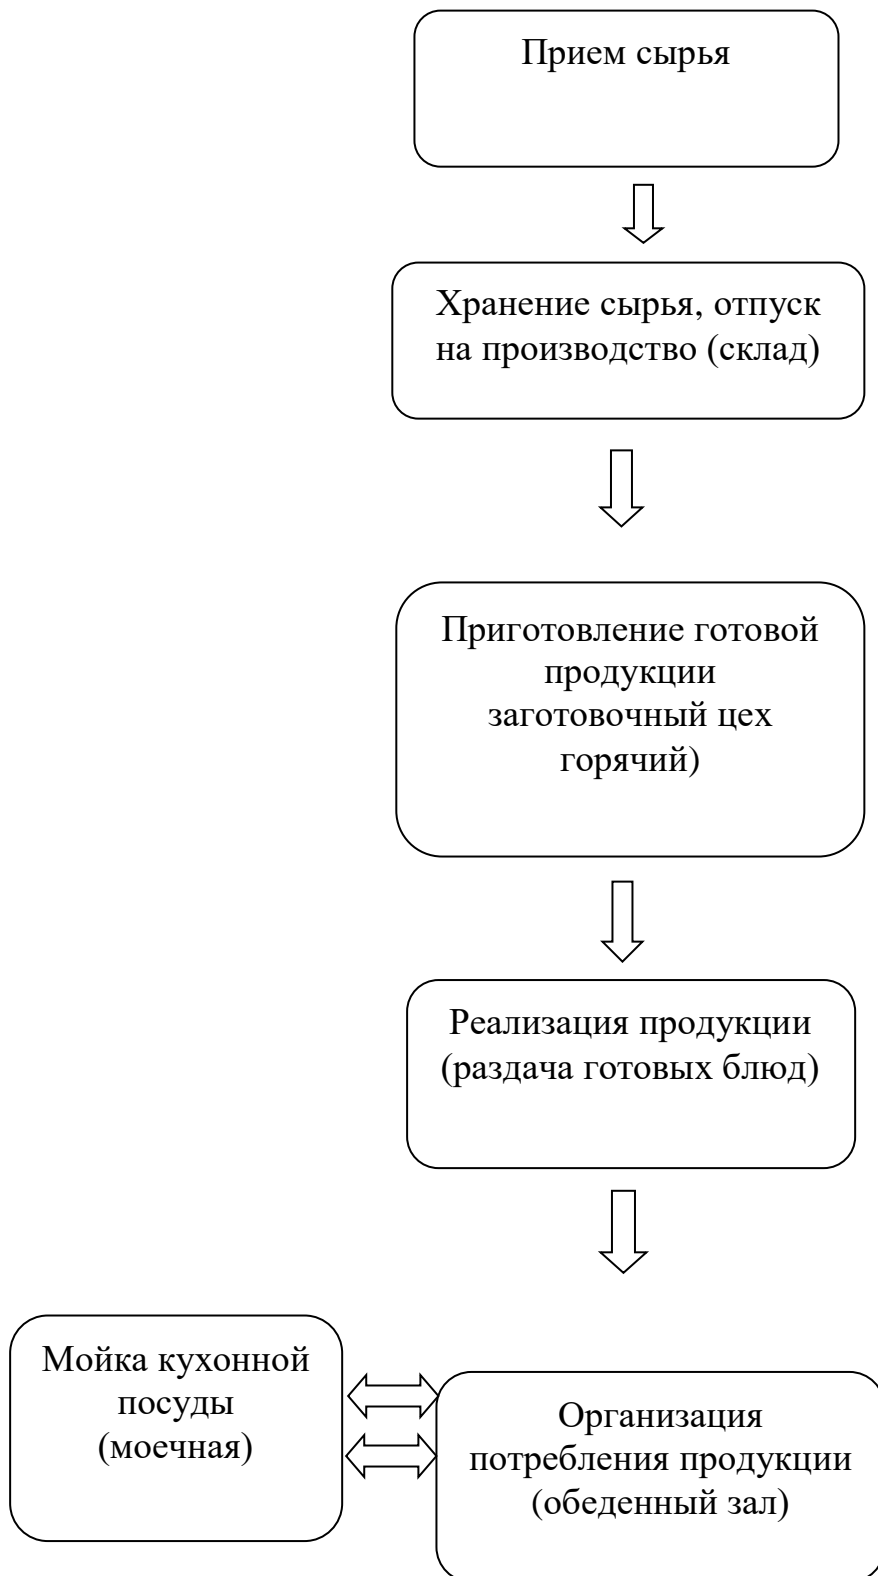 Прием сырья
Хранение сырья, отпуск
на производство (склад)
Приготовление готовой
продукции
заготовочный цех
горячий)
Реализация продукции
(раздача готовых блюд)
Мойка кухонной
посуды
(моечная)
Организация
потребления продукции
(обеденный зал)